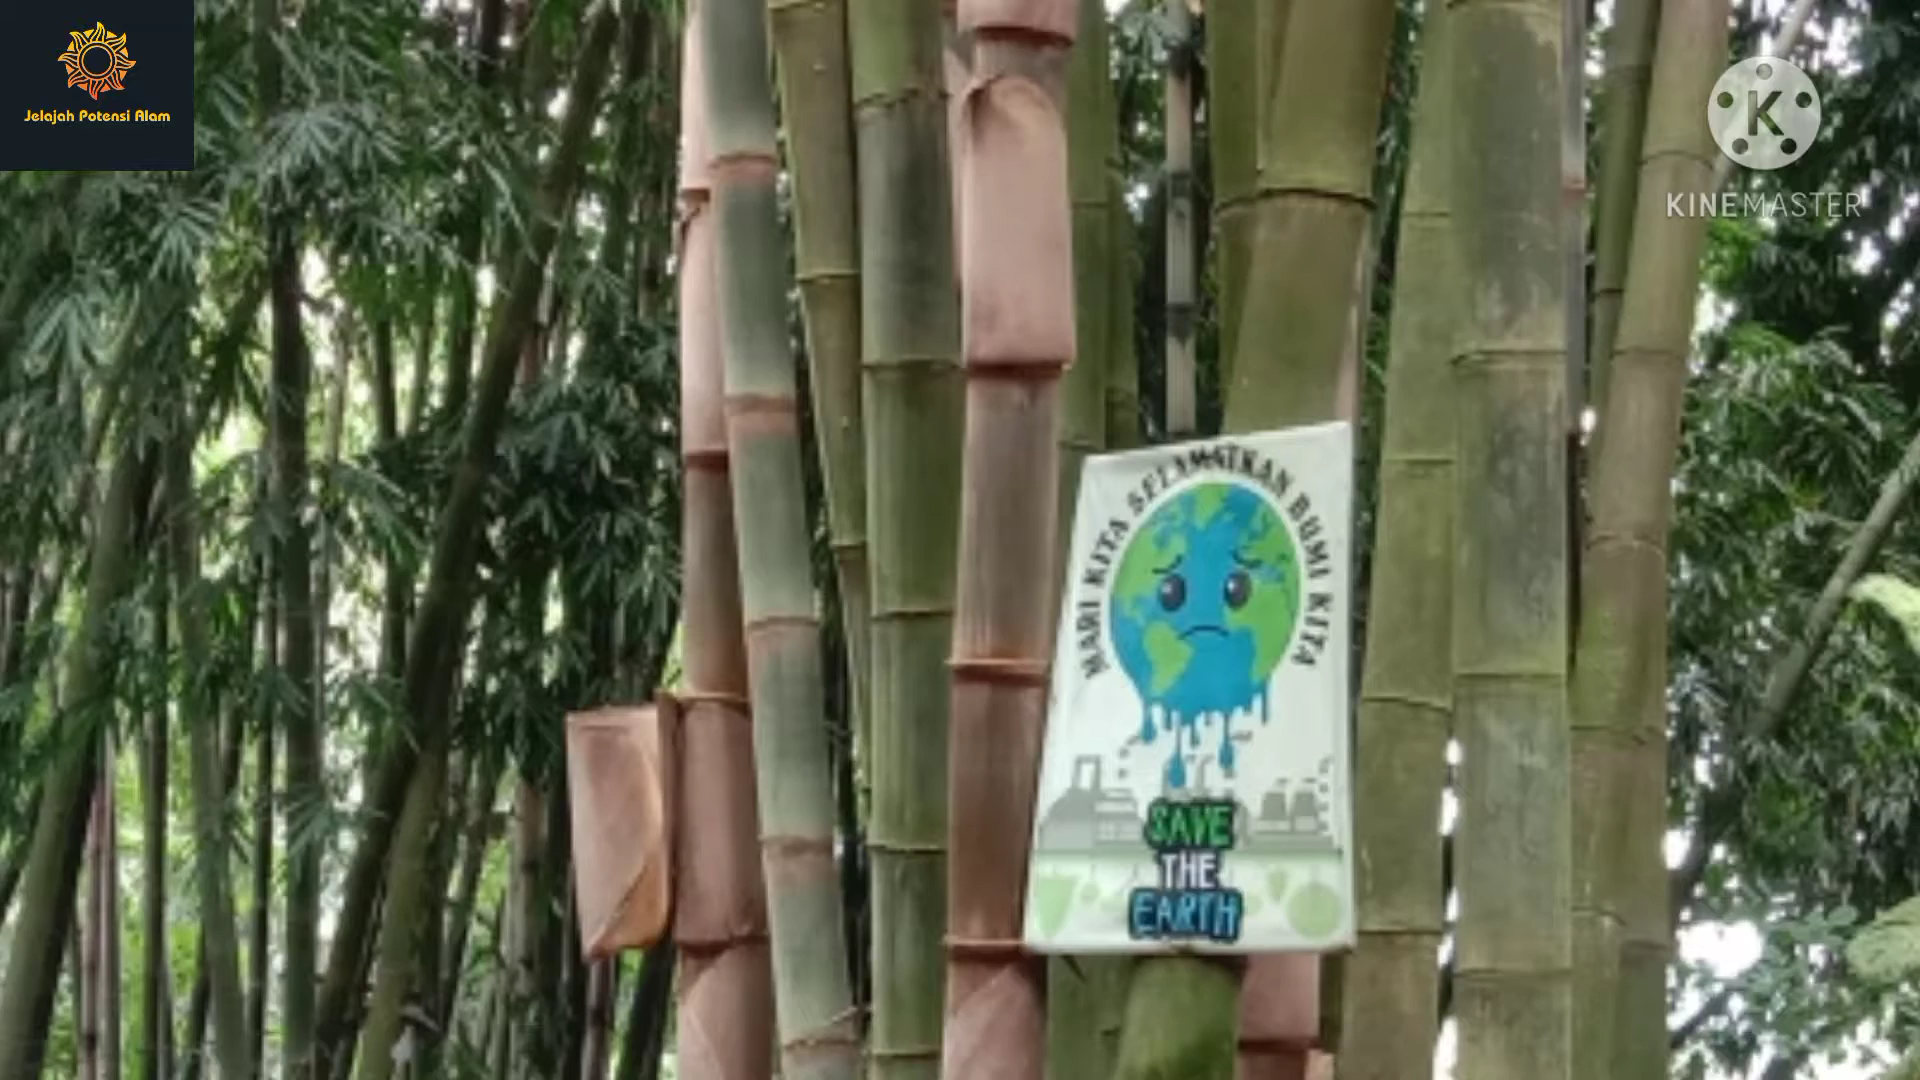 Jelajah Potensi Alam
K
KINEMASTER
MARI KITA SELAMATKAN BUMI KITA
SAVE
THE
EARTH